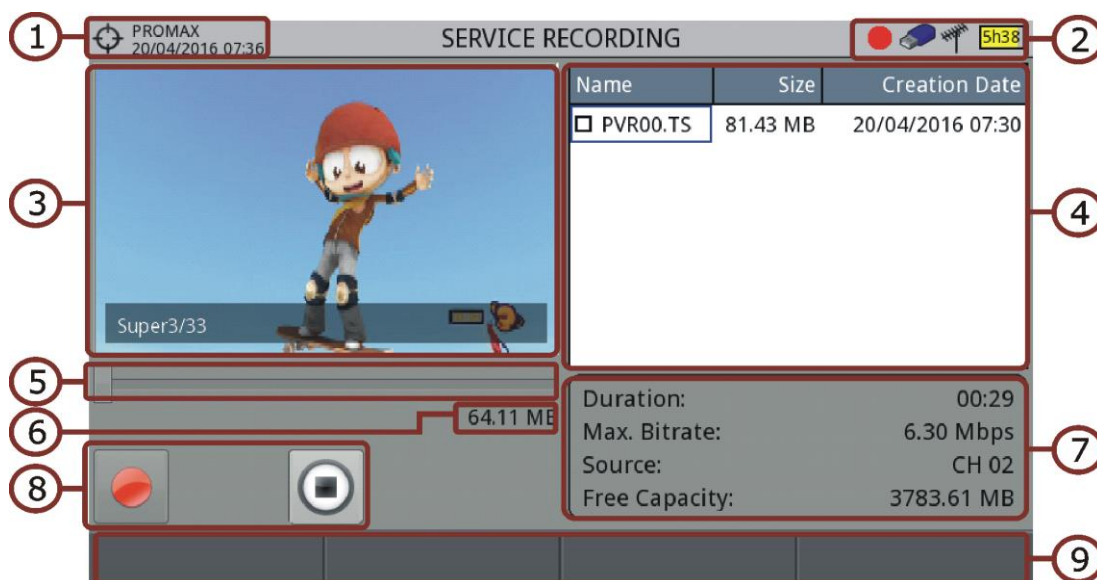 1
PROMAX
20/04/2016 07:36
SERVICE RECORDING
5h38
2
3
Super3/33
Name Size Creation Date
PVR00.TS 81.43 MB 20/04/2016 07:30
4
5
6
64.11 MB
Duration: 00:29
Max. Bitrate: 6.30 Mbps
Source: CH 02
Free Capacity: 3783.61 MB
7
8
9